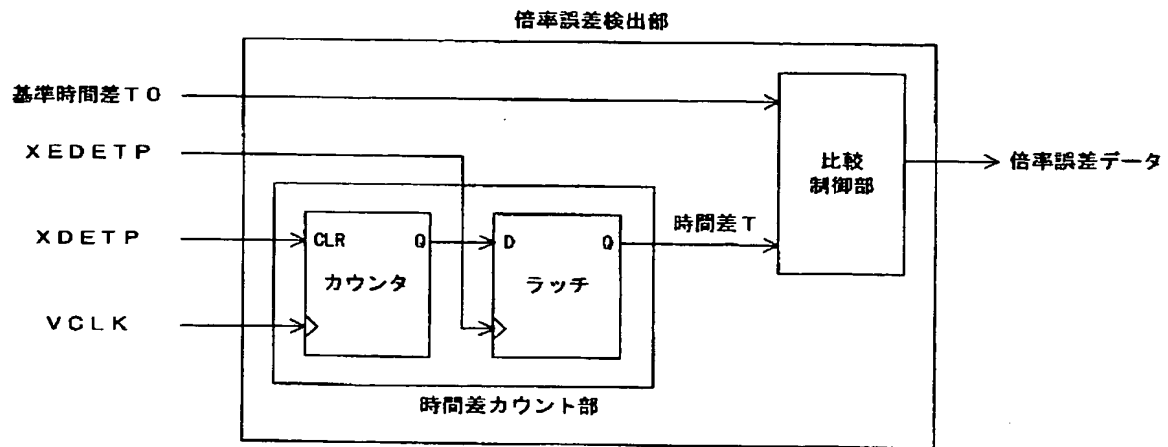 倍率誤差検出部
基準時間差T0
XEDETP
XDETP
VCLK
CLR
Q
カウンタ
D
Q
ラッチ
時間差T
比較
制御部
倍率誤差データ
時間差カウント部